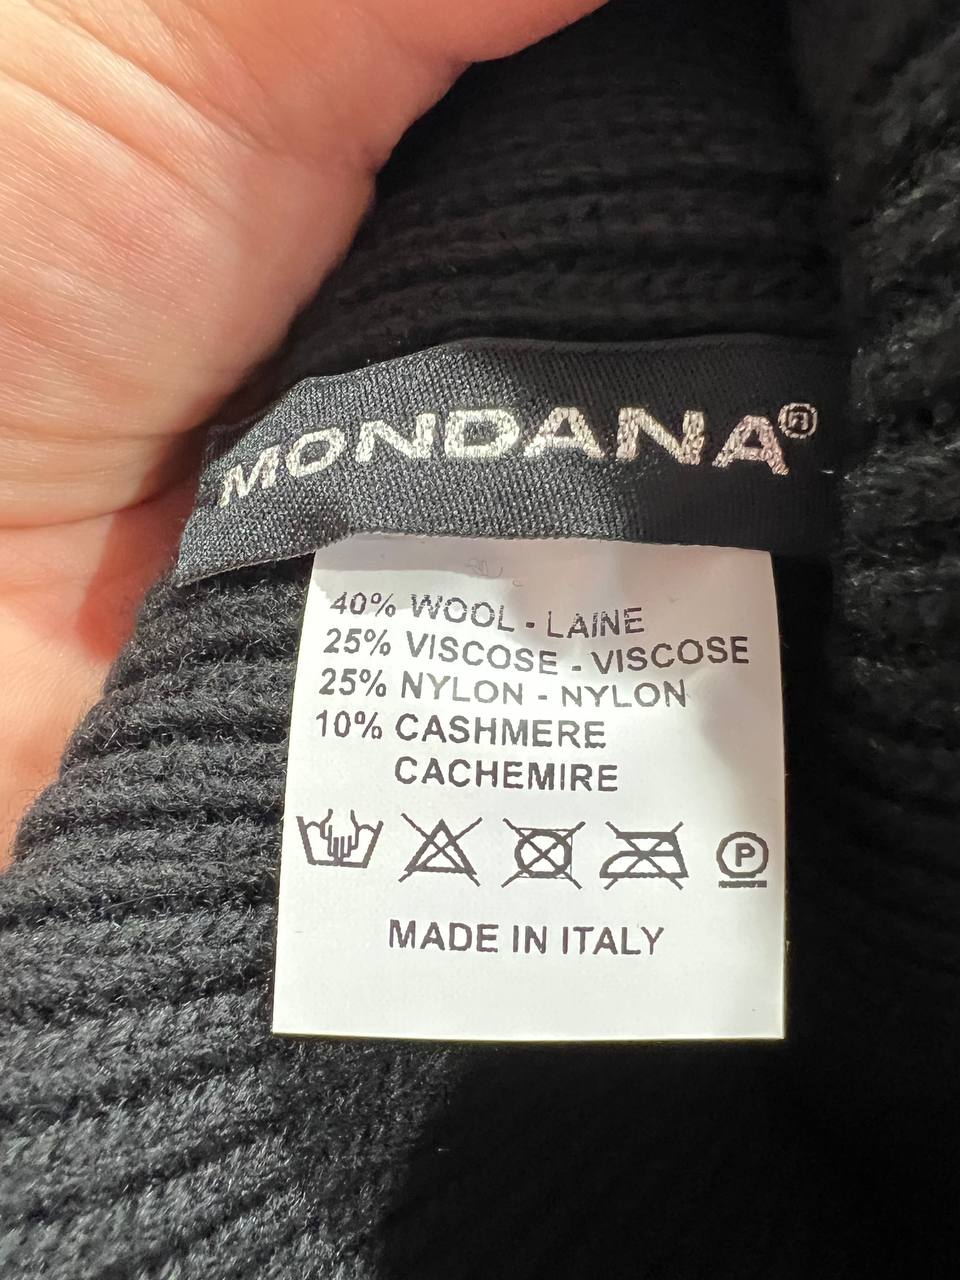 MONDANA®
40% WOOL - LAINE
25% VISCOSE - VISCOSE
25% NYLON - NYLON
10% CASHMERE
CACHEMIRE
P
MADE IN ITALY